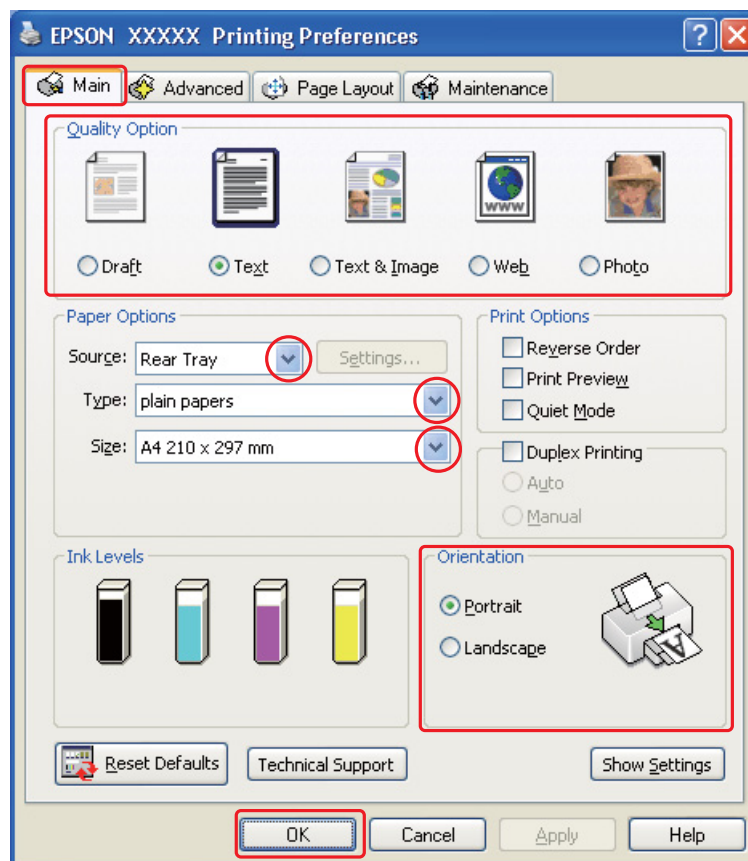 EPSON XXXXX Printing Preferences
Main
Advanced
Page Layout
Maintenance
Quality Option
WWW
Draft
Text
Text & Image
Web
Photo
Paper Options
Source: Rear Tray
Settings...
Type: plain papers
Size: A4 210 x 297 mm
Print Options
Reverse Order
Print Preview
Quiet Mode
Duplex Printing
Auto
Manual
Ink Levels
Orientation
Portrait
Landscape
A
Reset Defaults
Technical Support
Show Settings
OK
Cancel
Apply
Help